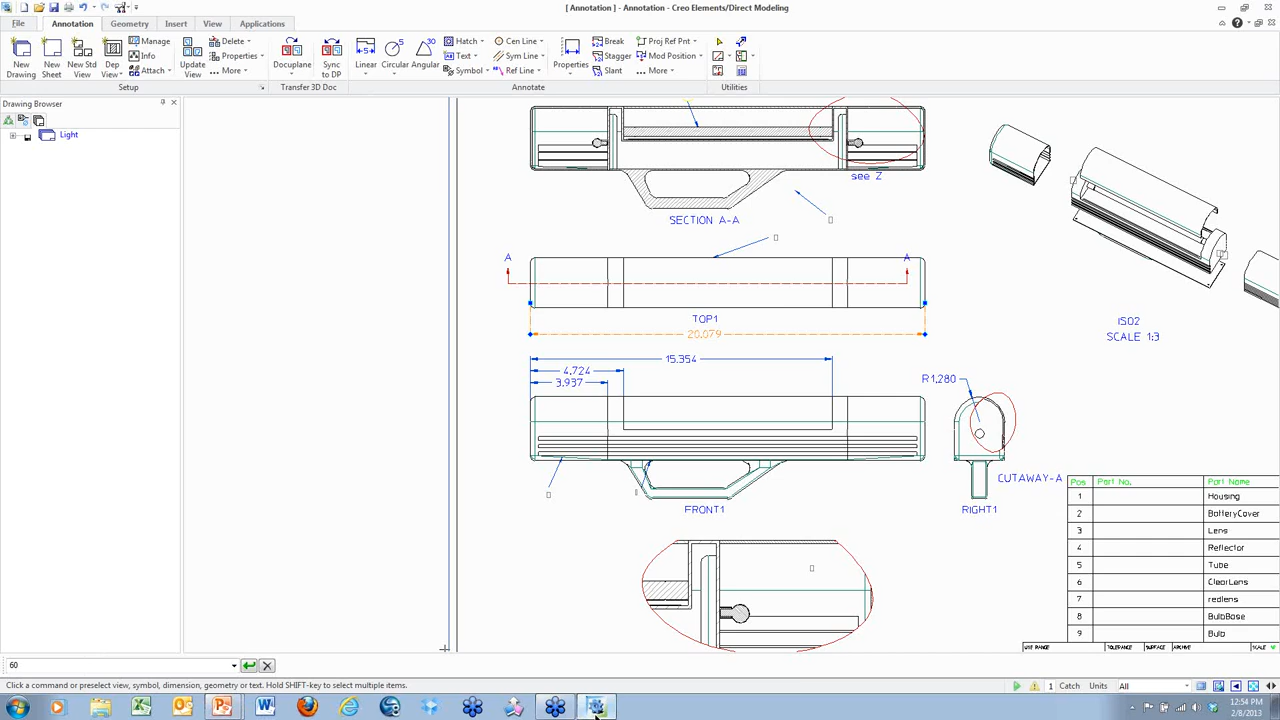 [ Annotation ] - Annotation - Creo Elements/Direct Modeling
File Annotation Geometry Insert View Applications
New Drawing
New Sheet
New Std View
Dep View
Manage
Info
Attach
Update View
Delete
Properties
More
Setup
Docuplane
Sync to DP
Transfer 3D Doc
Linear
Circular
Angular
Hatch
Text
Symbol
Cen Line
Sym Line
Ref Line
Annotate
Properties
Break
Stagger
Slant
Proj Ref Pnt
Mod Position
More
Utilities
Drawing Browser
Light
see Z
SECTION A-A
A A
TOP1
20.079
15.354
4.724
3.937
FRONT1
R1.280
CUTAWAY-A
RIGHT1
ISO2
SCALE 1:3
Pos Part No. Part Name
1 Housing
2 BatteryCover
3 Lens
4 Reflector
5 Tube
6 ClearLens
7 redlens
8 BulbBase
9 Bulb
TOLERANCE SURFACE ARCHIVE SCALE
60
Click a command or preselect view, symbol, dimension, geometry or text. Hold SHIFT-key to select multiple items.
1 Catch Units All
12:54 PM
2/8/2013